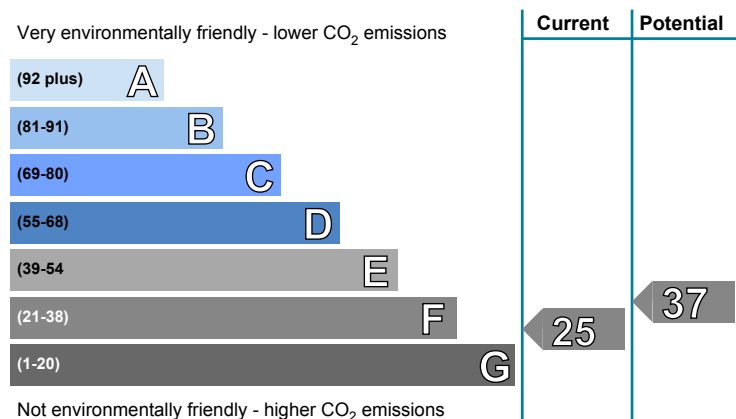 Current Potential
Very environmentally friendly - lower CO₂ emissions
(92 plus) A
(81-91) B
(69-80) C
(55-68) D
(39-54 E
(21-38) F
37
25
(1-20) G
Not environmentally friendly - higher CO₂ emissions